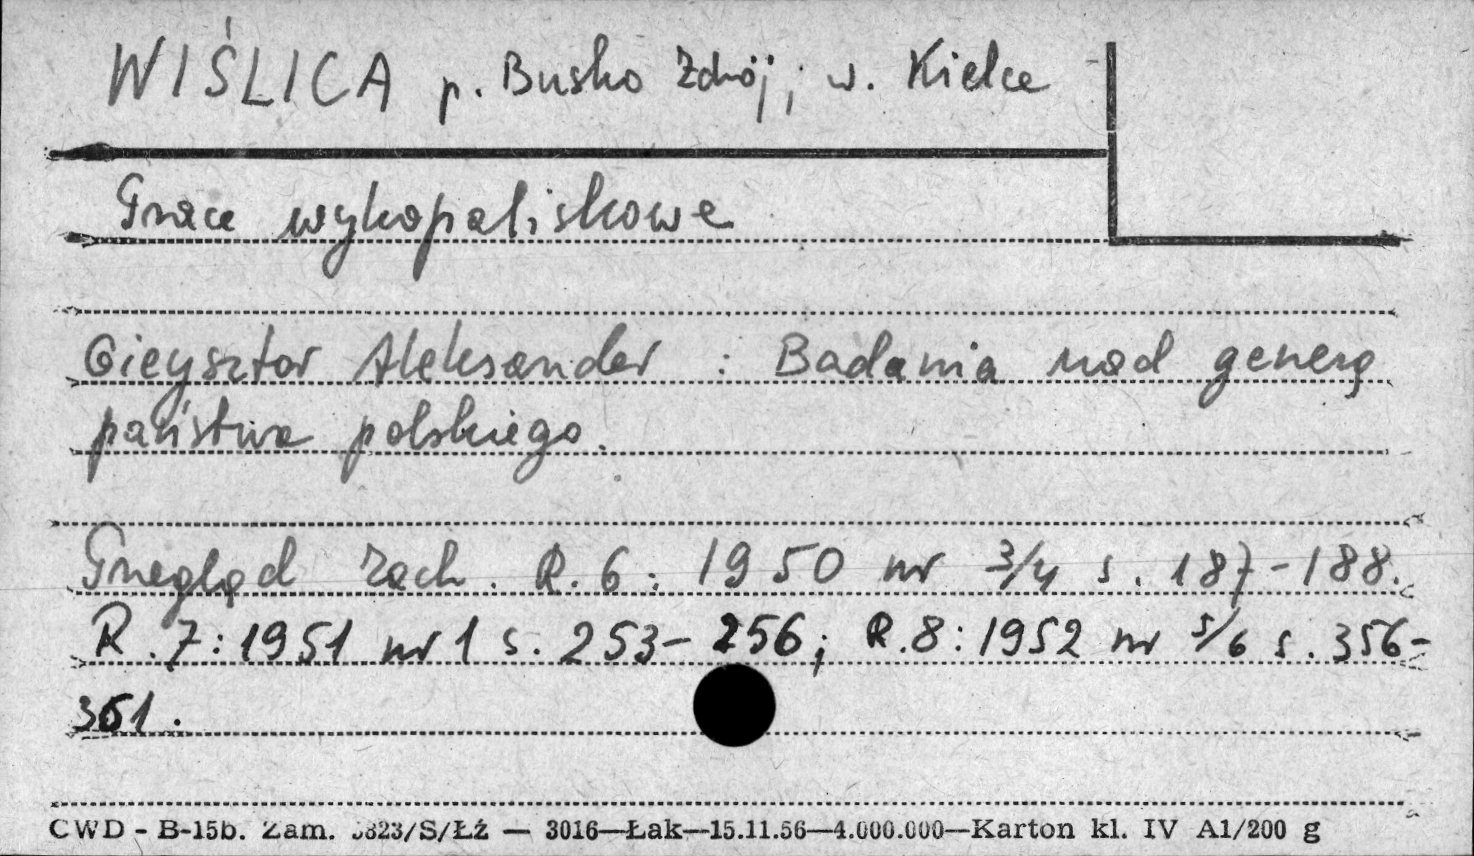 WIŚLICA p. Busko Zdrój; w. Kielce
Prace wykopaliskowe
Gieysztor Aleksander : Badania nad genezą
państwa polskiego.
Przegląd Zach. R. 6: 1950 nr 3/4 s. 187-188.
R. 7: 1951 nr 1 s. 253-256; R. 8: 1952 nr 5/6 s. 356-
361.
CWD - B-15b. Zam. 5823/S/Łź — 3016—Łak—15.11.56—4.000.000—Karton kl. IV A1/200 g